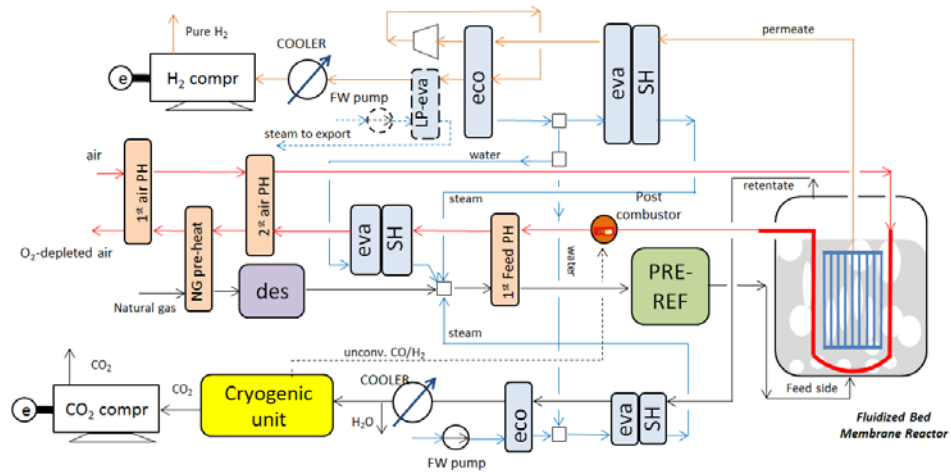 Pure H2
COOLER
permeate
e
H2 compr
FW pump
LP-eva
eco
eva
SH
steam to export
air
water
1st air PH
2nd air PH
steam
retentate
Post
combustor
O2-depleted air
NG pre-heat
eva
SH
1st Feed PH
water
PRE-
REF
Natural gas
des
steam
unconv. CO/H2
CO2
COOLER
Feed side
e
CO2 compr
CO2
Cryogenic
unit
H2O
eco
eva
SH
FW pump
Fluidized Bed
Membrane Reactor